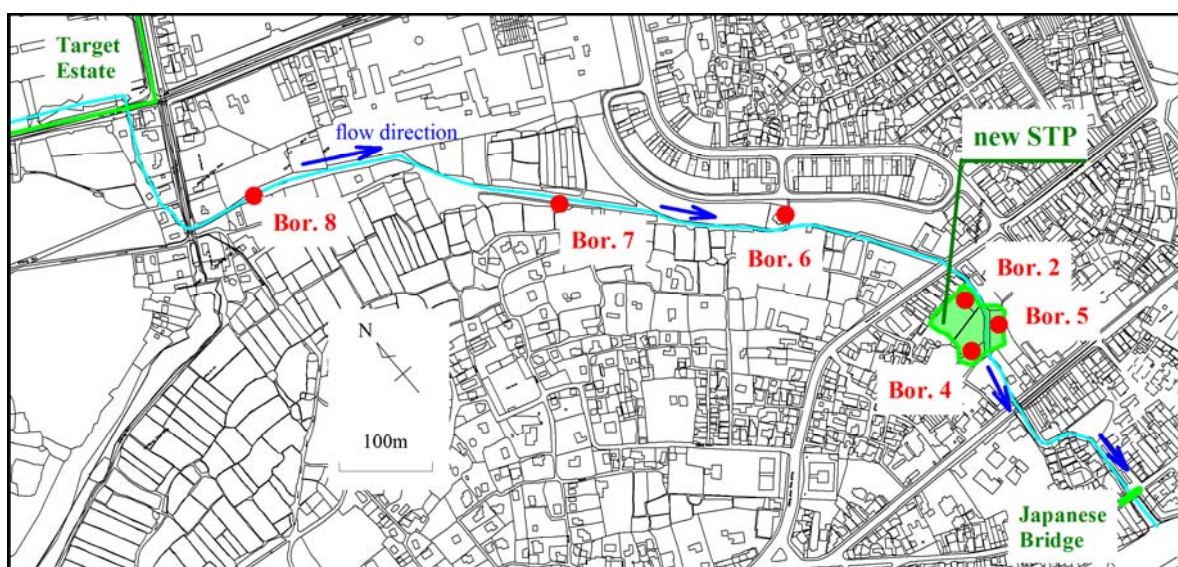 Target
Estate
flow direction
new STP
Bor. 8
Bor. 7
Bor. 6
Bor. 2
Bor. 5
Bor. 4
N
100m
Japanese
Bridge